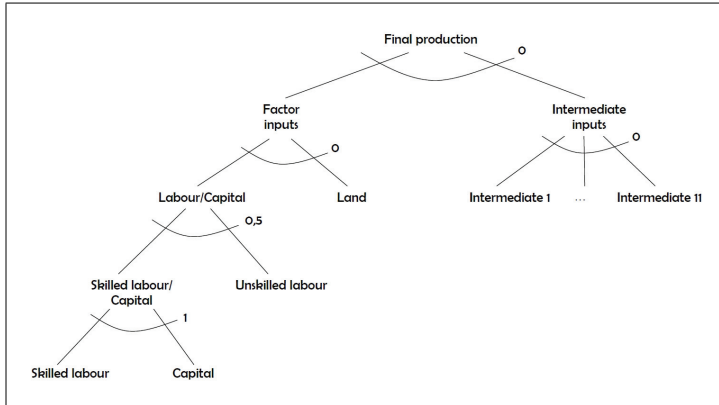 Final production
0
Factor
inputs
Intermediate
inputs
0
0
Labour/Capital
Land
Intermediate 1
...
Intermediate 11
0,5
Skilled labour/
Capital
Unskilled labour
1
Skilled labour
Capital